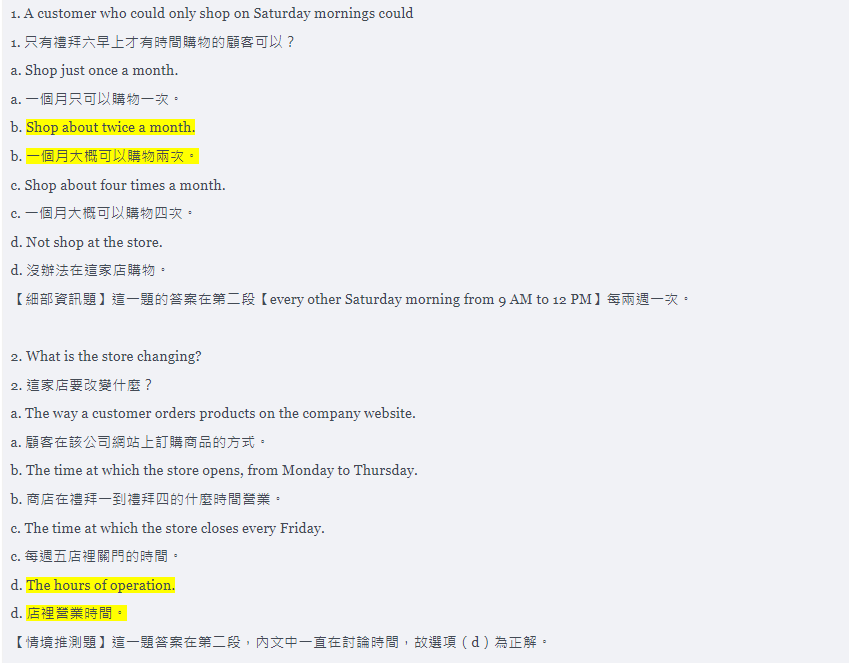 1. A customer who could only shop on Saturday mornings could
1. 只有禮拜六早上才有時間購物的顧客可以？
a. Shop just once a month.
a. 一個月只可以購物一次。
b. Shop about twice a month.
b. 一個月大概可以購物兩次。
c. Shop about four times a month.
c. 一個月大概可以購物四次。
d. Not shop at the store.
d. 沒辦法在這家店購物。
【細部資訊題】這一題的答案在第二段【every other Saturday morning from 9 AM to 12 PM】每兩週一次。
2. What is the store changing?
2. 這家店要改變什麼？
a. The way a customer orders products on the company website.
a. 顧客在該公司網站上訂購商品的方式。
b. The time at which the store opens, from Monday to Thursday.
b. 商店在禮拜一到禮拜四的什麼時間營業。
c. The time at which the store closes every Friday.
c. 每週五店裡關門的時間。
d. The hours of operation.
d. 店裡營業時間。
【情境推測題】這一題答案在第二段，內文中一直在討論時間，故選項（d）為正解。